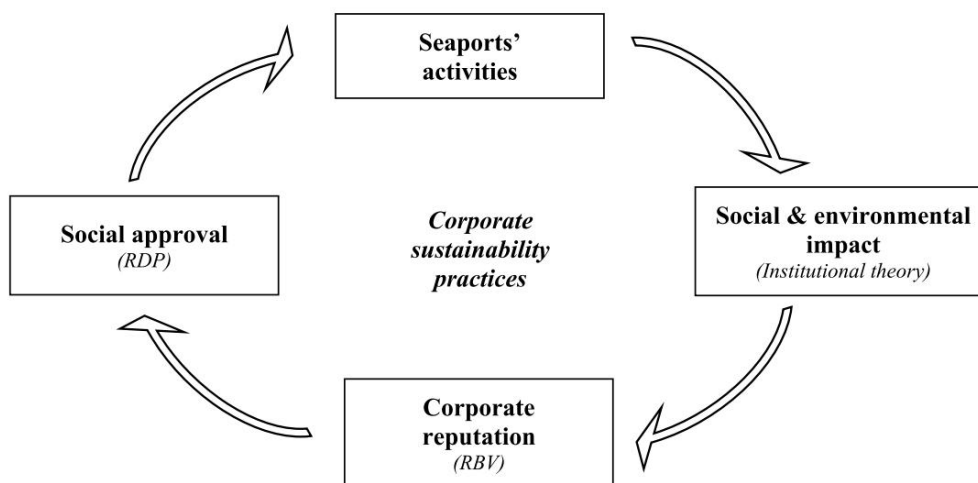 Seaports’
activities
Social approval
(RDP)
Corporate
sustainability
practices
Social & environmental
impact
(Institutional theory)
Corporate
reputation
(RBV)